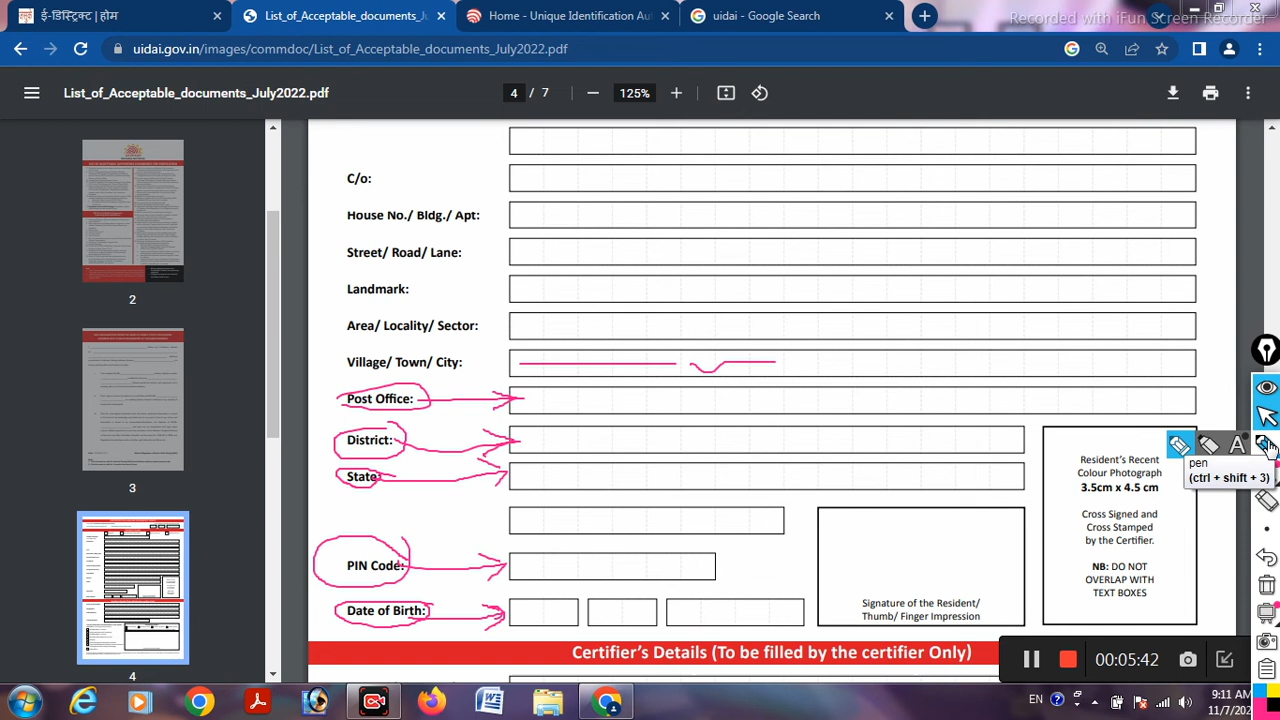 ई-डिस्ट्रिक्ट | होम
List_of_Acceptable_documents_Ju
Home - Unique Identification Aut
uidai - Google Search
Recorded with iFun Screen Recorder
uidai.gov.in/images/commdoc/List_of_Acceptable_documents_July2022.pdf
List_of_Acceptable_documents_July2022.pdf
4 / 7
125%
2
3
4
C/o:
House No./ Bldg./ Apt:
Street/ Road/ Lane:
Landmark:
Area/ Locality/ Sector:
Village/ Town/ City:
Post Office:
District:
State:
PIN Code:
Date of Birth:
Signature of the Resident/
Thumb/ Finger Impression
Resident's Recent
Colour Photograph
3.5cm x 4.5 cm
Cross Signed and
Cross Stamped
by the Certifier.
NB: DO NOT
OVERLAP WITH
TEXT BOXES
Certifier's Details (To be filled by the certifier Only)
A
pen
(ctrl + shift + 3)
00:05:42
EN
9:11 AM
11/7/20